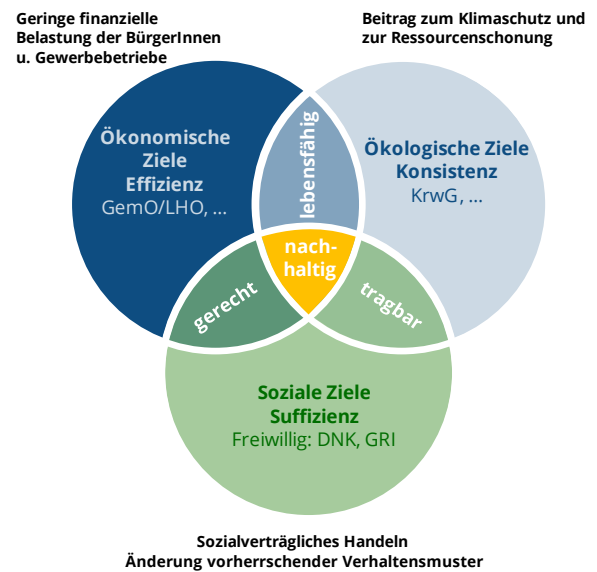 Geringe finanzielle
Belastung der BürgerInnen
u. Gewerbebetriebe
Beitrag zum Klimaschutz und
zur Ressourcenschonung
Ökonomische
Ziele
Effizienz
GemO/LHO, ...
lebensfähig
Ökologische Ziele
Konsistenz
KrwG, ...
nach-
haltig
gerecht
tragbar
Soziale Ziele
Suffizienz
Freiwillig: DNK, GRI
Sozialverträgliches Handeln
Änderung vorherrschender Verhaltensmuster